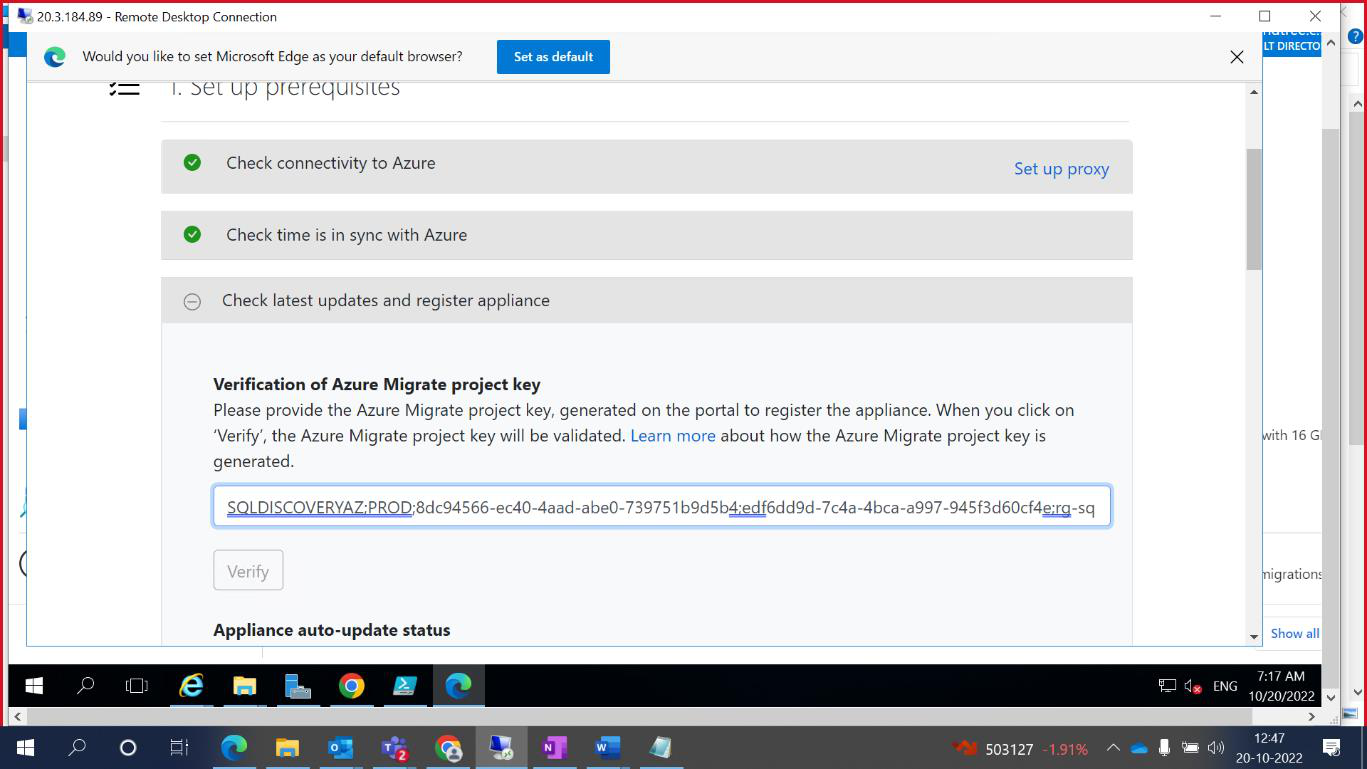 20.3.184.89 - Remote Desktop Connection
LT DIRECTO
Would you like to set Microsoft Edge as your default browser?
Set as default
1. Set up prerequisites
Check connectivity to Azure
Set up proxy
Check time is in sync with Azure
Check latest updates and register appliance
Verification of Azure Migrate project key
Please provide the Azure Migrate project key, generated on the portal to register the appliance. When you click on
‘Verify’, the Azure Migrate project key will be validated. Learn more about how the Azure Migrate project key is
generated.
with 16 G
SQLDISCOVERYAZ;PROD;8dc94566-ec40-4aad-abe0-739751b9d5b4;edf6dd9d-7c4a-4bca-a997-945f3d60cf4e;rg-sq
Verify
migrations
Appliance auto-update status
Show all
ENG
7:17 AM
10/20/2022
2
503127 -1.91%
12:47
20-10-2022